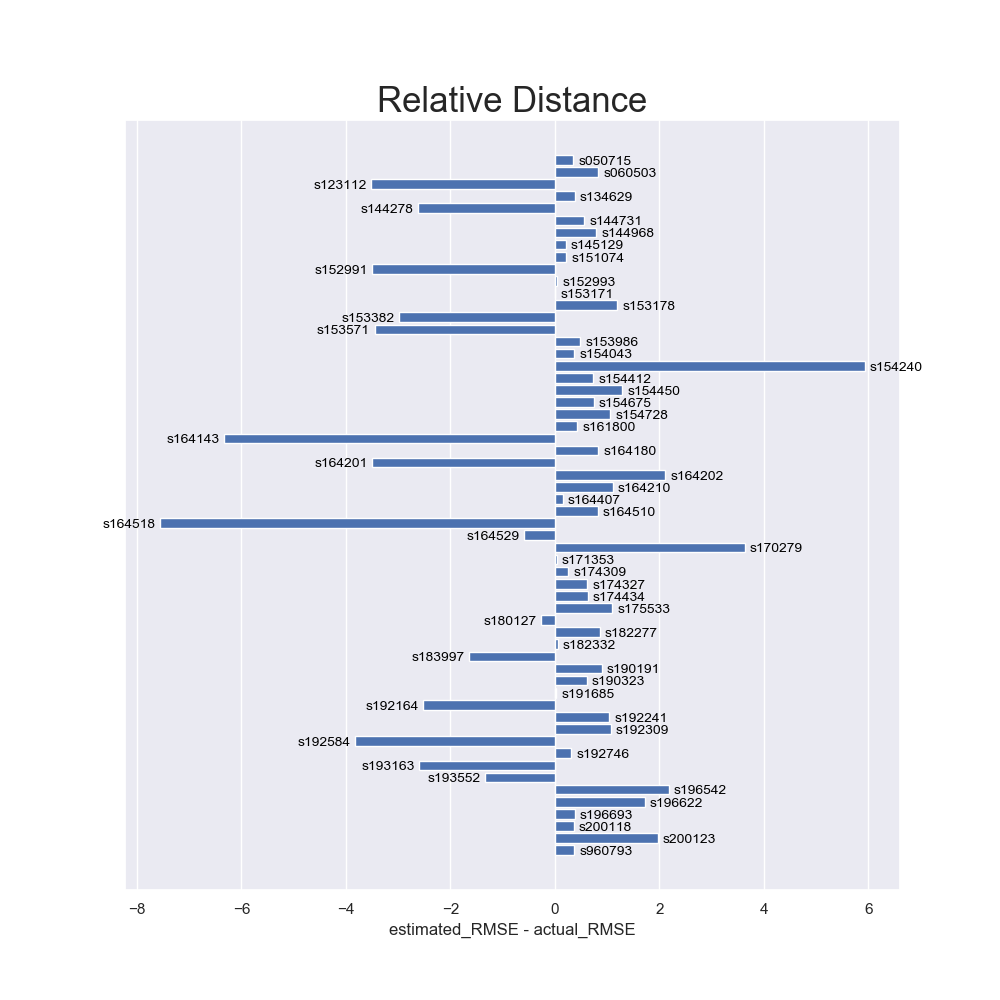 Relative Distance
s050715
s060503
s123112
s134629
s144278
s144731
s144968
s145129
s151074
s152991
s152993
s153171
s153178
s153382
s153571
s153986
s154043
s154240
s154412
s154450
s154675
s154728
s161800
s164143
s164180
s164201
s164202
s164210
s164407
s164510
s164518
s164529
s170279
s171353
s174309
s174327
s174434
s175533
s180127
s182277
s182332
s183997
s190191
s190323
s191685
s192164
s192241
s192309
s192584
s192746
s193163
s193552
s196542
s196622
s196693
s200118
s200123
s960793
−8 −6 −4 −2 0 2 4 6
estimated_RMSE - actual_RMSE